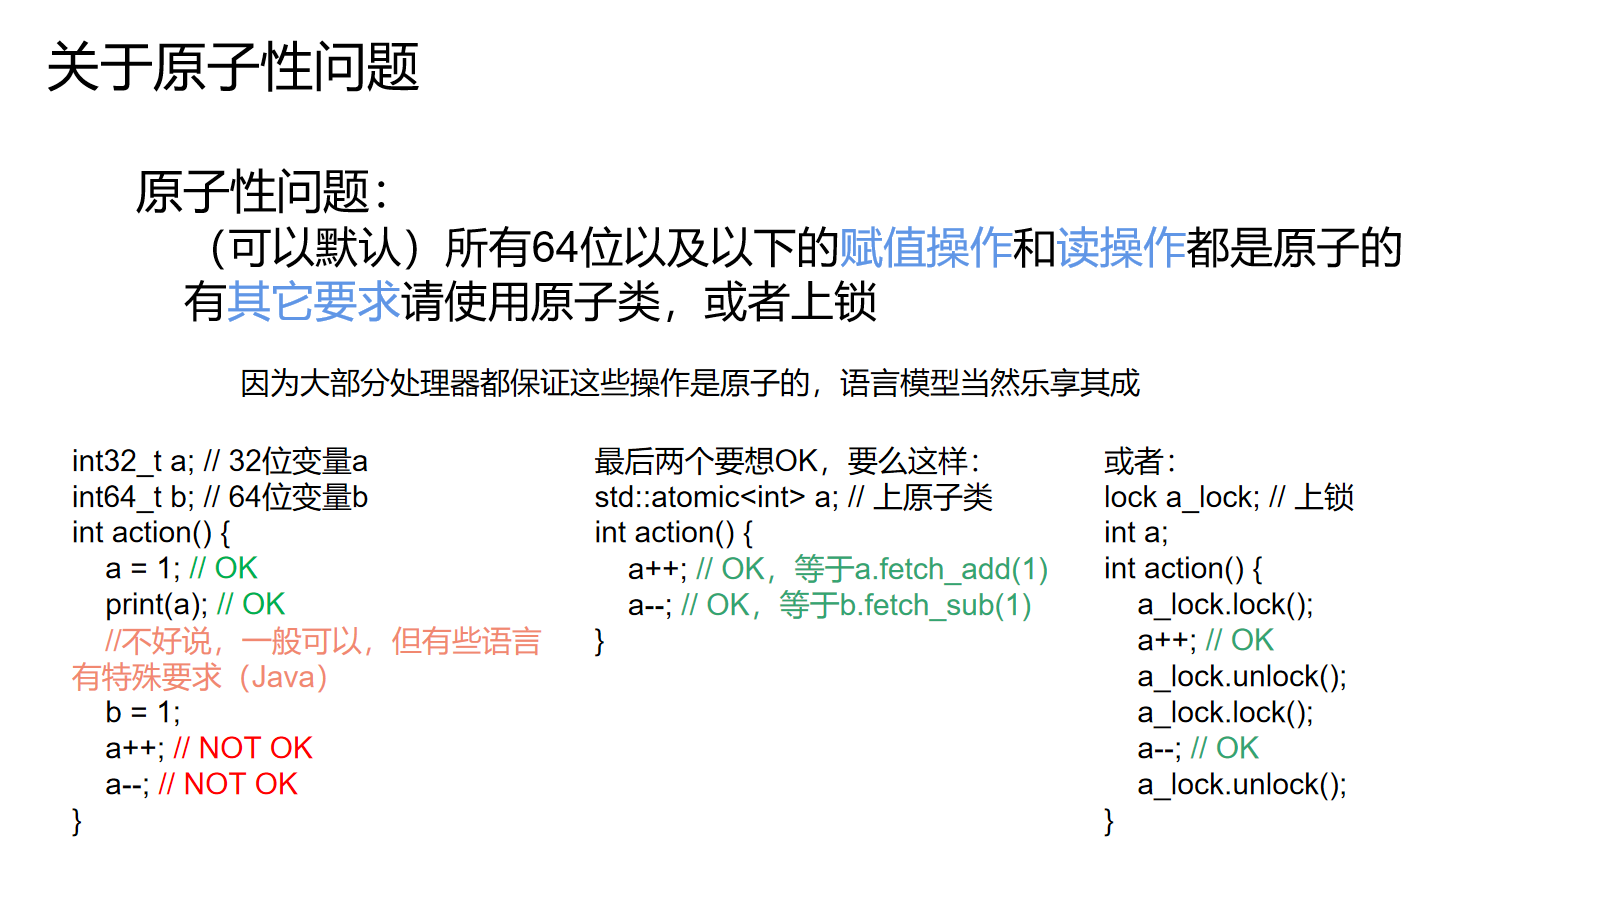 关于原子性问题
原子性问题：
（可以默认）所有64位以及以下的赋值操作和读操作都是原子的
有其它要求请使用原子类，或者上锁
因为大部分处理器都保证这些操作是原子的，语言模型当然乐享其成
int32_t a; // 32位变量a
int64_t b; // 64位变量b
int action() {
a = 1; // OK
print(a); // OK
//不好说，一般可以，但有些语言
有特殊要求（Java）
b = 1;
a++; // NOT OK
a--; // NOT OK
}
最后两个要想OK，要么这样：
std::atomic<int> a; // 上原子类
int action() {
a++; // OK，等于a.fetch_add(1)
a--; // OK，等于b.fetch_sub(1)
}
或者：
lock a_lock; // 上锁
int a;
int action() {
a_lock.lock();
a++; // OK
a_lock.unlock();
a_lock.lock();
a--; // OK
a_lock.unlock();
}